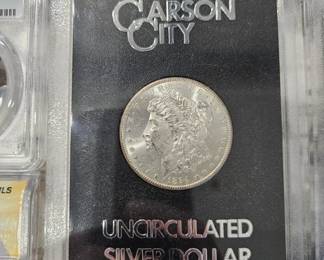 CARSON
CITY
UNCIRCULATED
SILVER DOLLAR